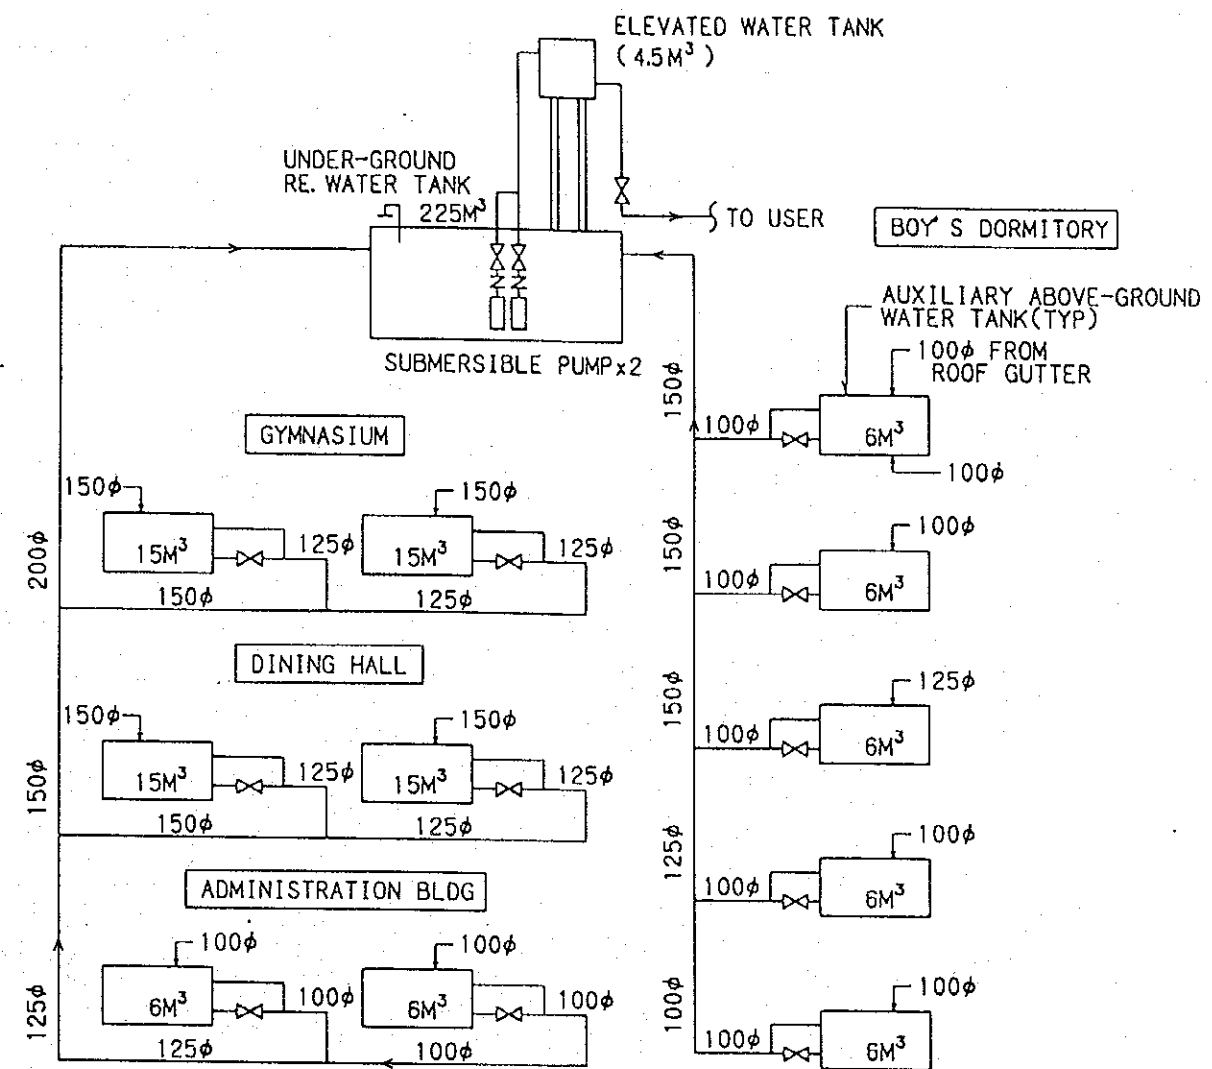 ELEVATED WATER TANK
(4.5M³)
UNDER-GROUND
RE. WATER TANK
225M³
TO USER
BOY'S DORMITORY
AUXILIARY ABOVE-GROUND
WATER TANK(TYP)
100φ FROM
ROOF GUTTER
SUBMERSIBLE PUMPx2
150φ
100φ
6M³
100φ
GYMNASIUM
150φ
150φ
15M³
125φ
15M³
125φ
200φ
150φ
125φ
100φ
150φ
100φ
6M³
DINING HALL
125φ
150φ
100φ
6M³
150φ
150φ
15M³
125φ
15M³
125φ
150φ
150φ
125φ
100φ
125φ
100φ
6M³
ADMINISTRATION BLDG
100φ
100φ
6M³
100φ
6M³
100φ
125φ
125φ
100φ
100φ
100φ
100φ
6M³